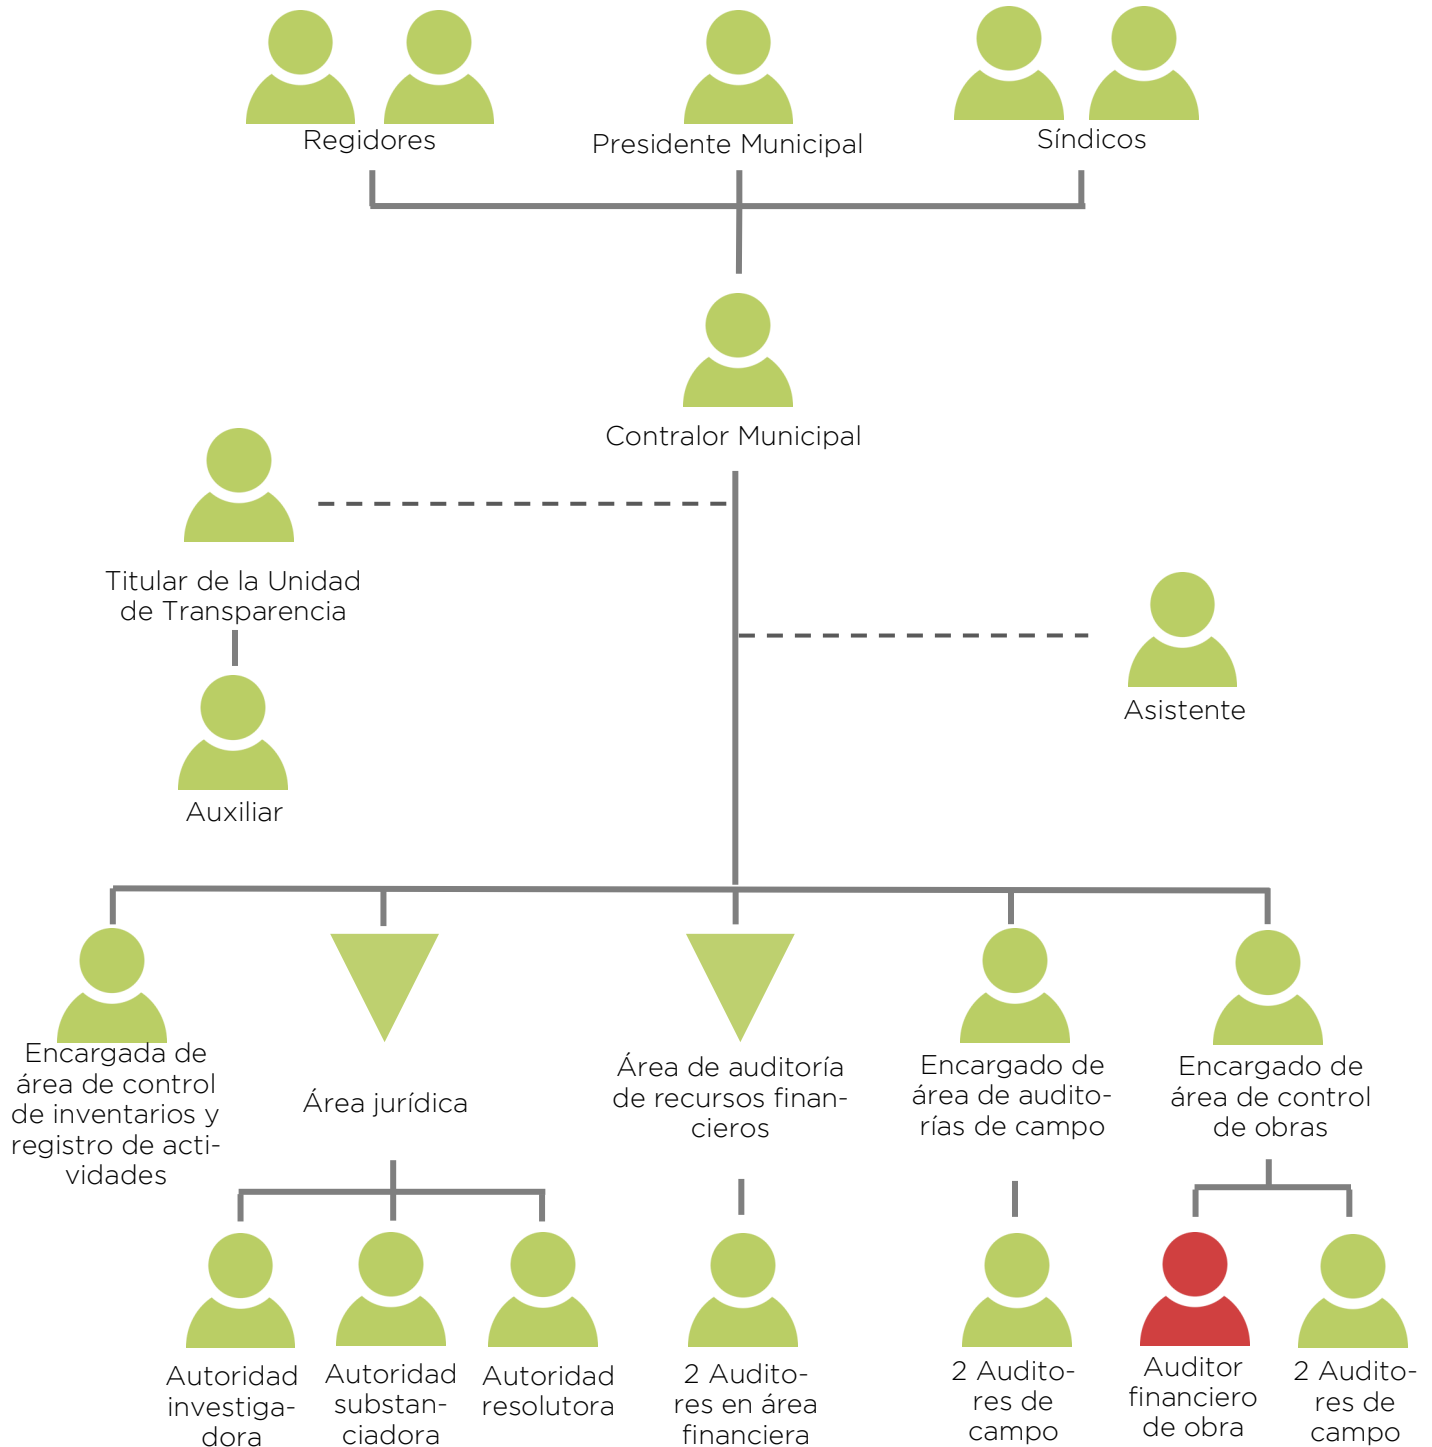 Regidores
Presidente Municipal
Síndicos
Contralor Municipal
Titular de la Unidad
de Transparencia
Asistente
Auxiliar
Encargada de
área de control
de inventarios y
registro de acti-
vidades
Área jurídica
Área de auditoría
de recursos finan-
cieros
Encargado de
área de audito-
rías de campo
Encargado de
área de control
de obras
Autoridad
investiga-
dora
Autoridad
substan-
ciadora
Autoridad
resolutora
2 Audito-
res en área
financiera
2 Audito-
res de
campo
Auditor
financiero
de obra
2 Audito-
res de
campo